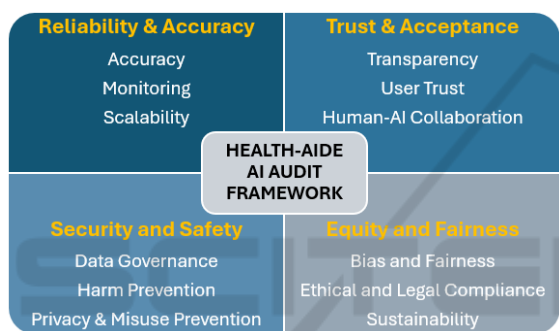 Reliability & Accuracy
Accuracy
Monitoring
Scalability
Trust & Acceptance
Transparency
User Trust
Human-AI Collaboration
HEALTH-AIDE
AI AUDIT
FRAMEWORK
Security and Safety
Data Governance
Harm Prevention
Privacy & Misuse Prevention
Equity and Fairness
Bias and Fairness
Ethical and Legal Compliance
Sustainability